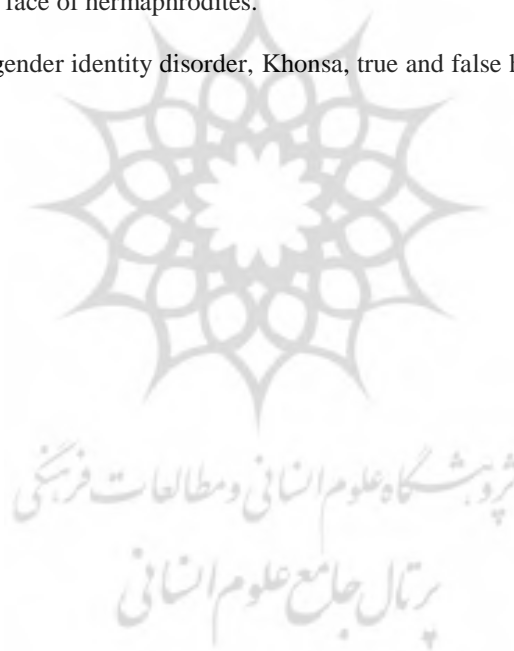 face of hermaphrodites.
gender identity disorder, Khonsa, true and false
پژوهشگاه علوم انسانی و مطالعات فرهنگی
پرتال جامع علوم انسانی